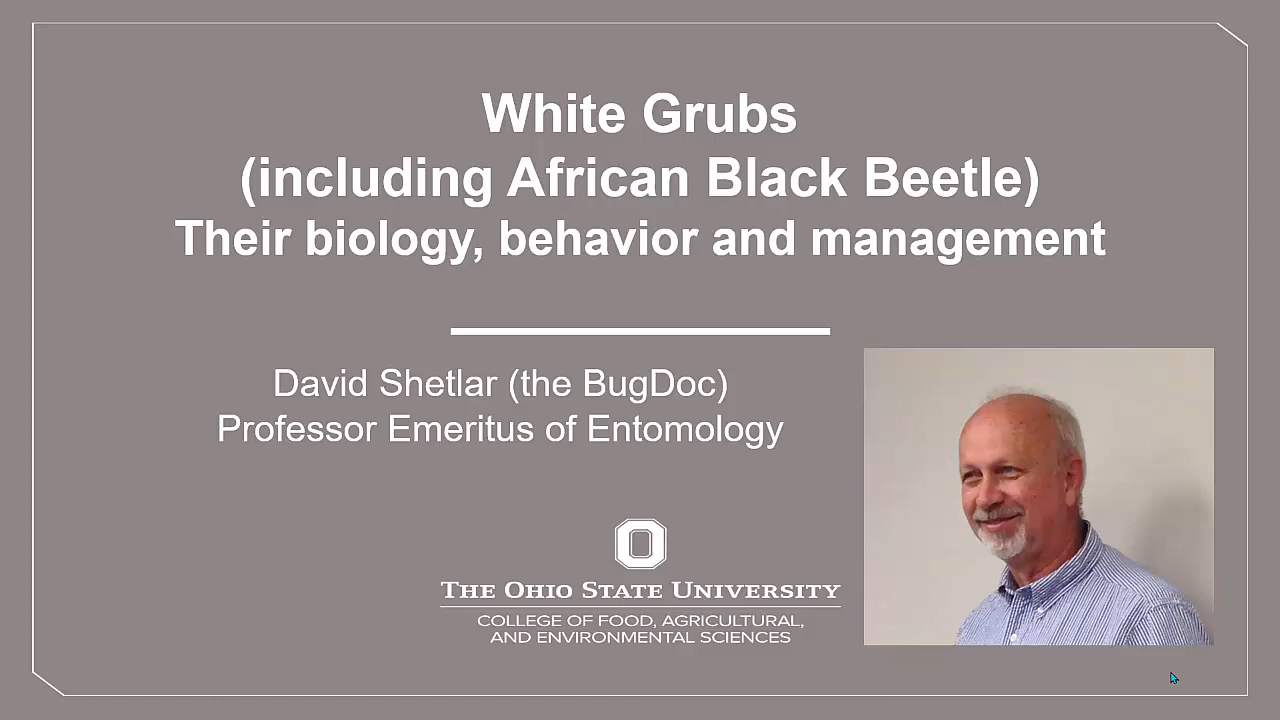 White Grubs
(including African Black Beetle)
Their biology, behavior and management
David Shetlar (the BugDoc)
Professor Emeritus of Entomology
O
THE OHIO STATE UNIVERSITY
COLLEGE OF FOOD, AGRICULTURAL,
AND ENVIRONMENTAL SCIENCES